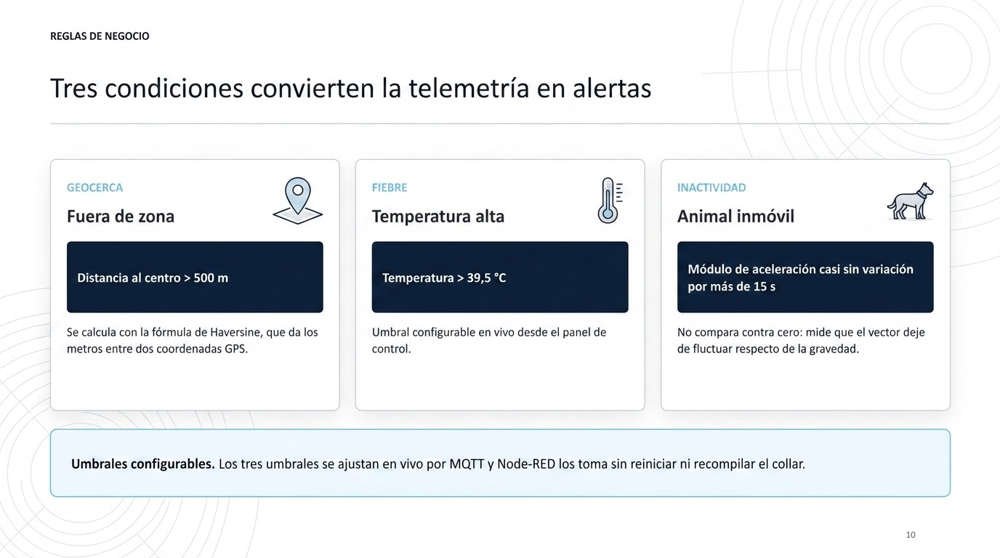 REGLAS DE NEGOCIO
Tres condiciones convierten la telemetría en alertas
GEOCERCA
Fuera de zona
Distancia al centro > 500 m
Se calcula con la fórmula de Haversine, que da los
metros entre dos coordenadas GPS.
FIEBRE
Temperatura alta
Temperatura > 39,5 °C
Umbral configurable en vivo desde el panel de
control.
INACTIVIDAD
Animal inmóvil
Módulo de aceleración casi sin variación
por más de 15 s
No compara contra cero: mide que el vector deje
de fluctuar respecto de la gravedad.
Umbrales configurables. Los tres umbrales se ajustan en vivo por MQTT y Node-RED los toma sin reiniciar ni recompilar el collar.
10